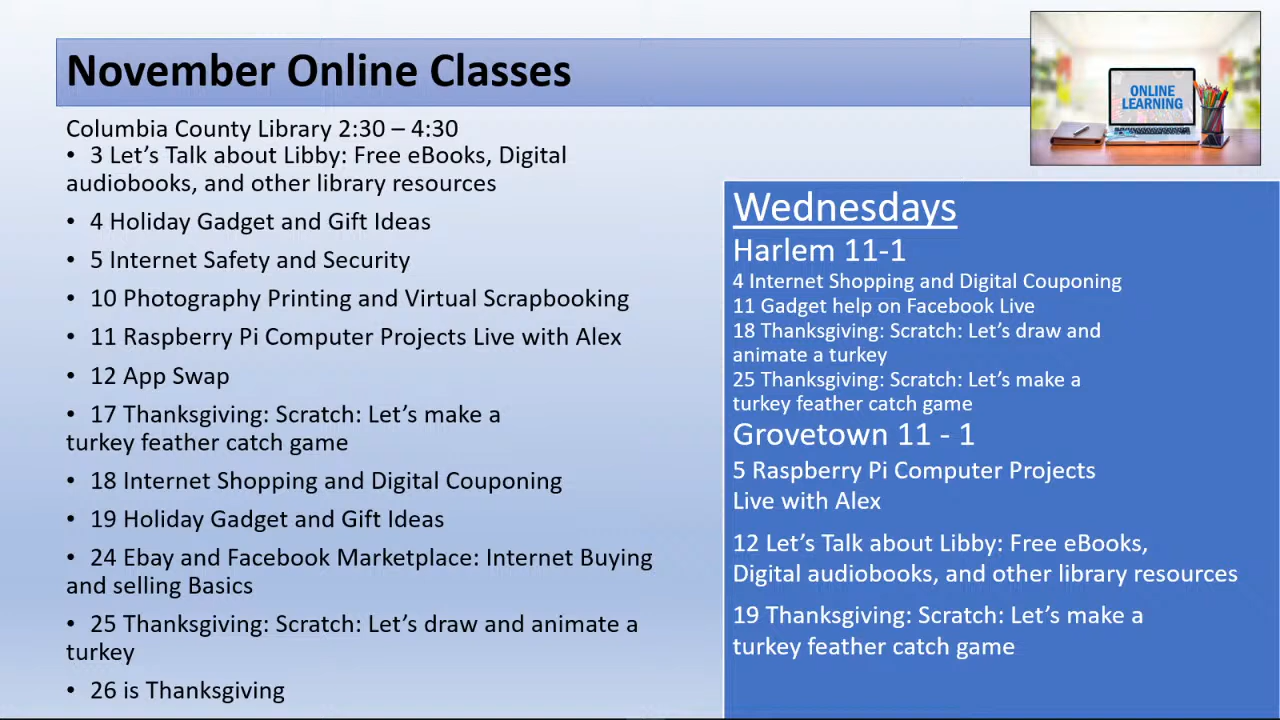 November Online Classes
ONLINE
LEARNING
Columbia County Library 2:30 – 4:30
• 3 Let's Talk about Libby: Free eBooks, Digital
audiobooks, and other library resources
• 4 Holiday Gadget and Gift Ideas
• 5 Internet Safety and Security
• 10 Photography Printing and Virtual Scrapbooking
• 11 Raspberry Pi Computer Projects Live with Alex
• 12 App Swap
• 17 Thanksgiving: Scratch: Let's make a
turkey feather catch game
• 18 Internet Shopping and Digital Couponing
• 19 Holiday Gadget and Gift Ideas
• 24 Ebay and Facebook Marketplace: Internet Buying
and selling Basics
• 25 Thanksgiving: Scratch: Let's draw and animate a
turkey
• 26 is Thanksgiving
Wednesdays
Harlem 11-1
4 Internet Shopping and Digital Couponing
11 Gadget help on Facebook Live
18 Thanksgiving: Scratch: Let's draw and
animate a turkey
25 Thanksgiving: Scratch: Let's make a
turkey feather catch game
Grovetown 11 - 1
5 Raspberry Pi Computer Projects
Live with Alex
12 Let's Talk about Libby: Free eBooks,
Digital audiobooks, and other library resources
19 Thanksgiving: Scratch: Let's make a
turkey feather catch game